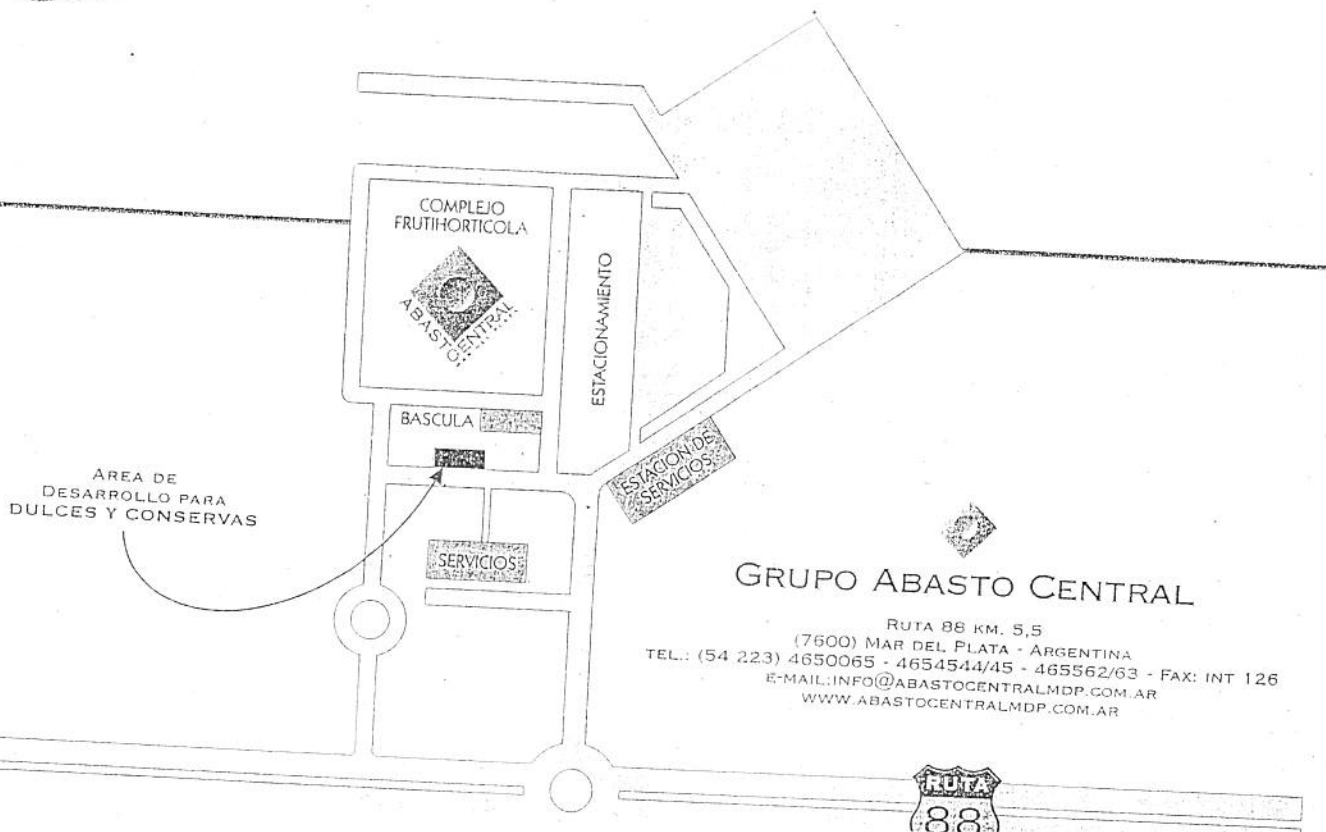 COMPLEJO
FRUTIHORTICOLA
ABASTO CENTRAL
ESTACIONAMIENTO
BASCULA
ESTACION DE
SERVICIOS
AREA DE
DESARROLLO PARA
DULCES Y CONSERVAS
SERVICIOS
GRUPO ABASTO CENTRAL
RUTA 88 KM. 5,5
(7600) MAR DEL PLATA - ARGENTINA
TEL.: (54 223) 4650065 - 4654544/45 - 465562/63 - FAX: INT 126
E-MAIL:INFO@ABASTOCENTRALMDP.COM.AR
WWW.ABASTOCENTRALMDP.COM.AR
RUTA
88